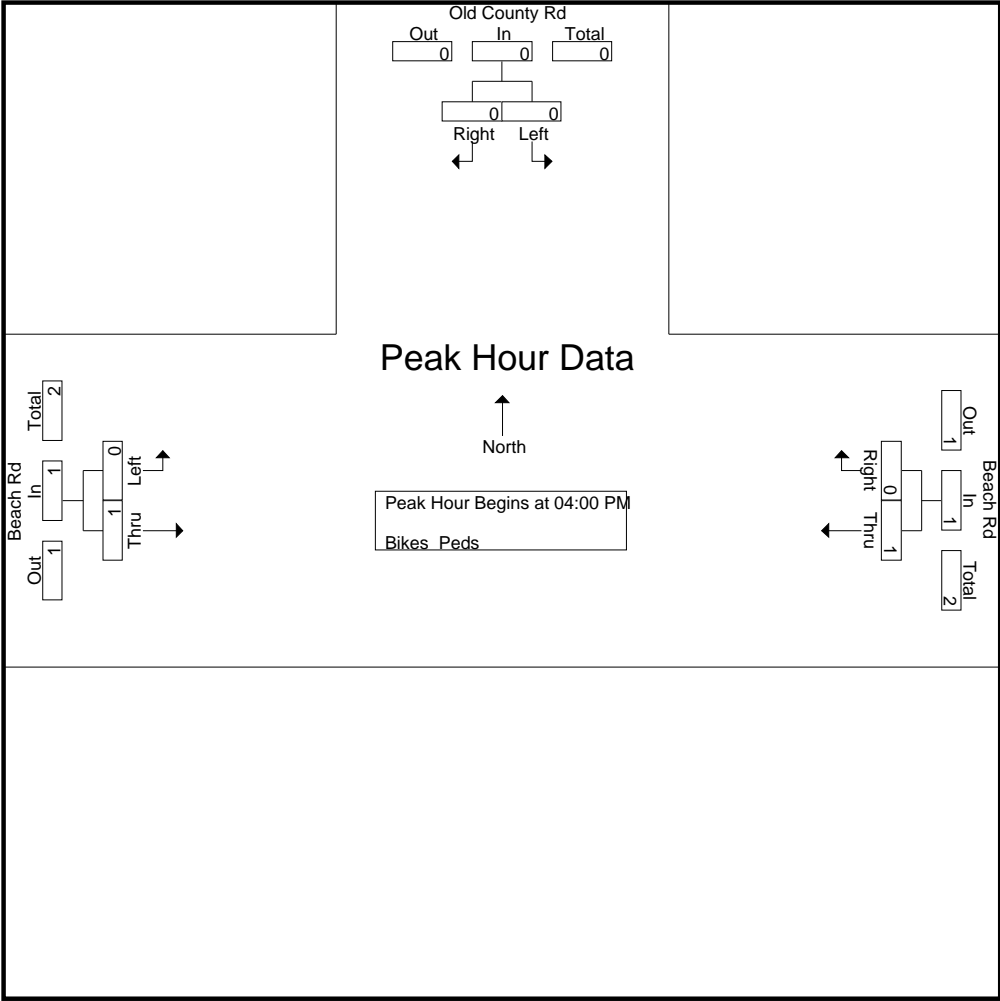 Old County Rd
Out In Total
0 0 0
0 0
Right Left
Peak Hour Data
North
Peak Hour Begins at 04:00 PM
Bikes Peds
Beach Rd
Total In Out
2 1 1
0 1
Left Thru
Beach Rd
Out In Total
1 1 2
0 1
Right Thru